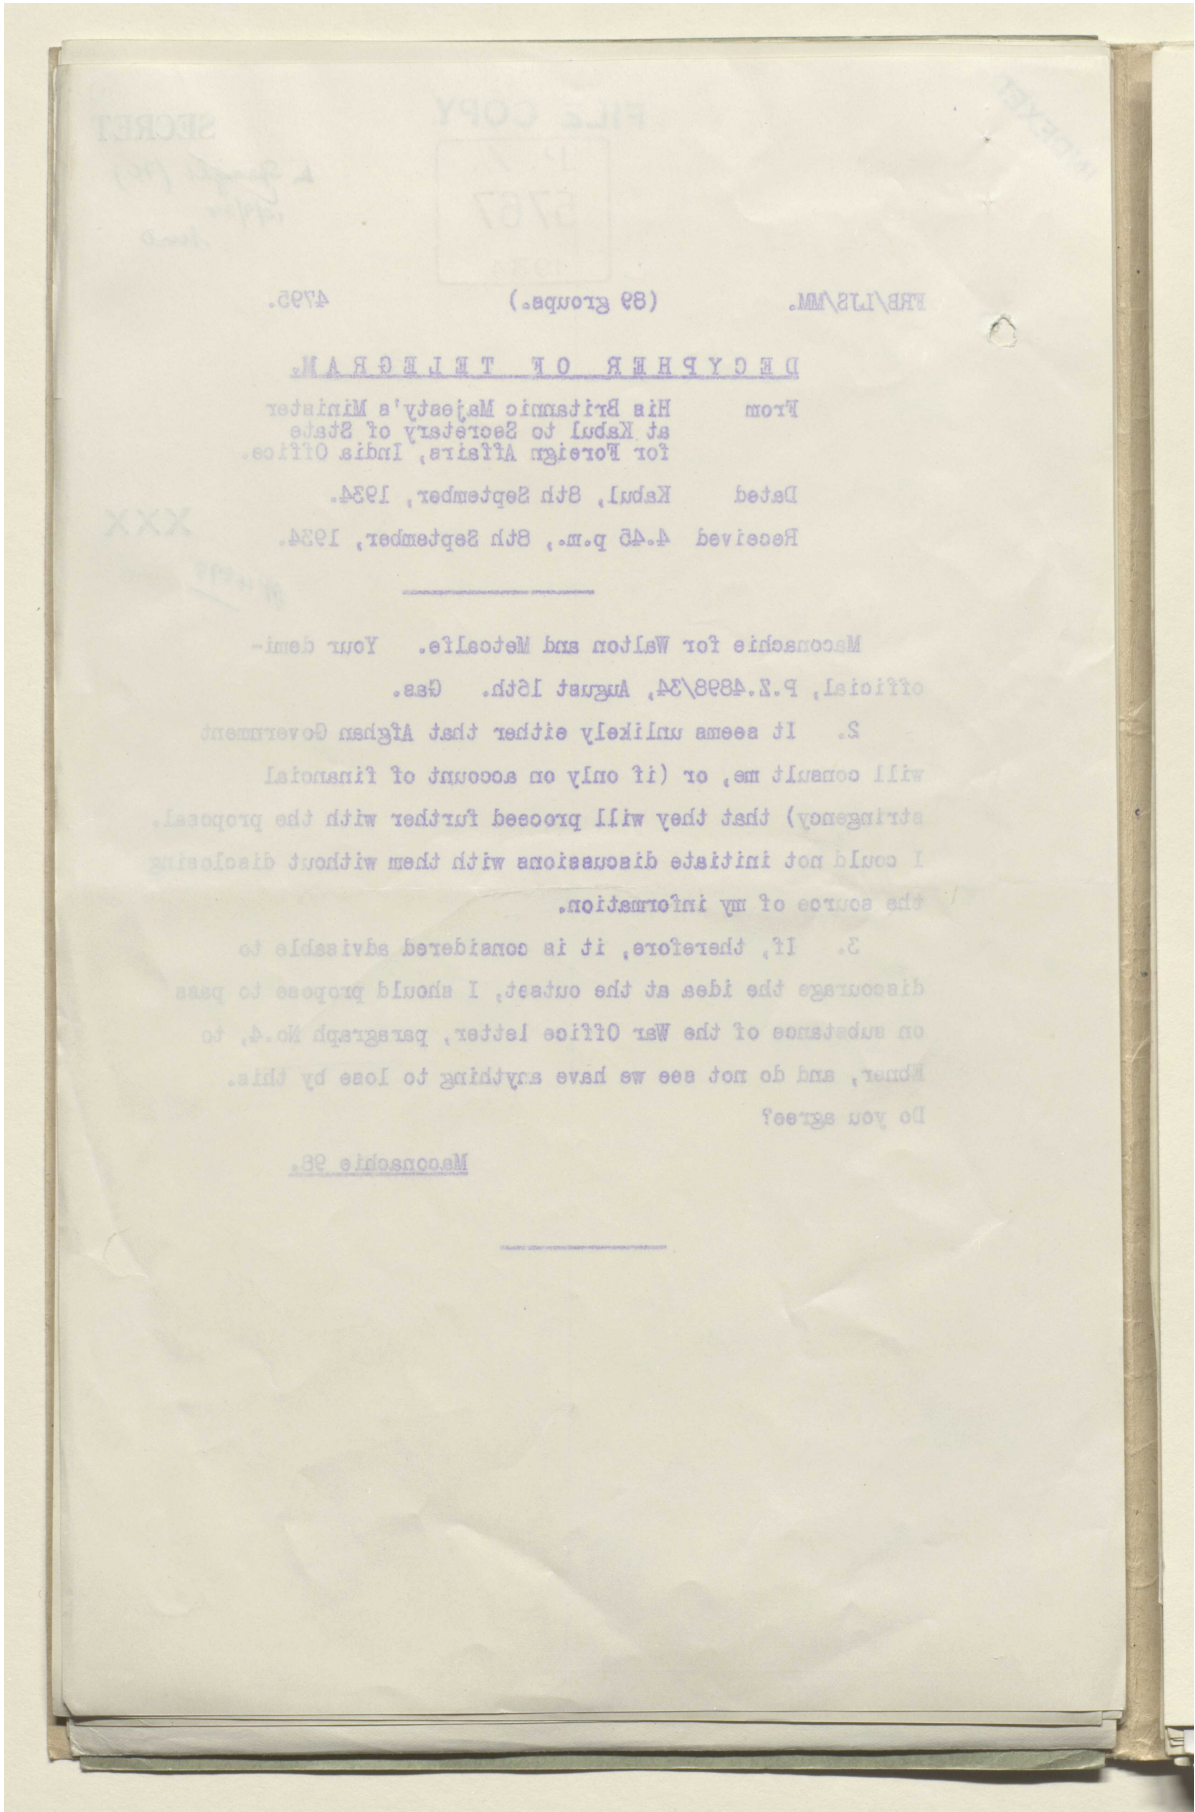 INDEXED
FILE COPY
SECRET
P.Z.
5767
1934
FRB/LJS/MM. (89 groups.) 4795.
DECYPHER OF TELEGRAM.
From His Britannic Majesty's Minister
at Kabul to Secretary of State
for Foreign Affairs, India Office.
Dated Kabul, 8th September, 1934.
Received 4.45 p.m., 8th September, 1934.
XXX
Maconachie for Walton and Metcalfe. Your demi-
official, P.Z.4898/34, August 16th. Gas.
2. It seems unlikely either that Afghan Government
will consult me, or (if only on account of financial
stringency) that they will proceed further with the proposal.
I could not initiate discussions with them without disclosing
the source of my information.
3. If, therefore, it is considered advisable to
discourage the idea at the outset, I should propose to pass
on substance of the War Office letter, paragraph No.4, to
Ebner, and do not see we have anything to lose by this.
Do you agree?
Maconachie 98.